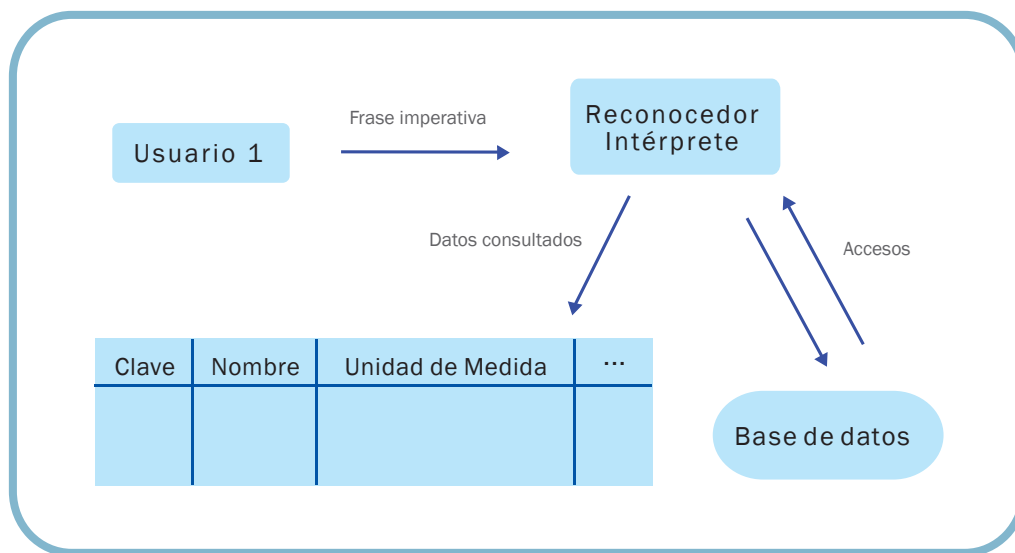 Frase imperativa
Usuario 1
Reconocedor
Intérprete
Datos consultados
Accesos
Clave Nombre Unidad de Medida ...
Base de datos